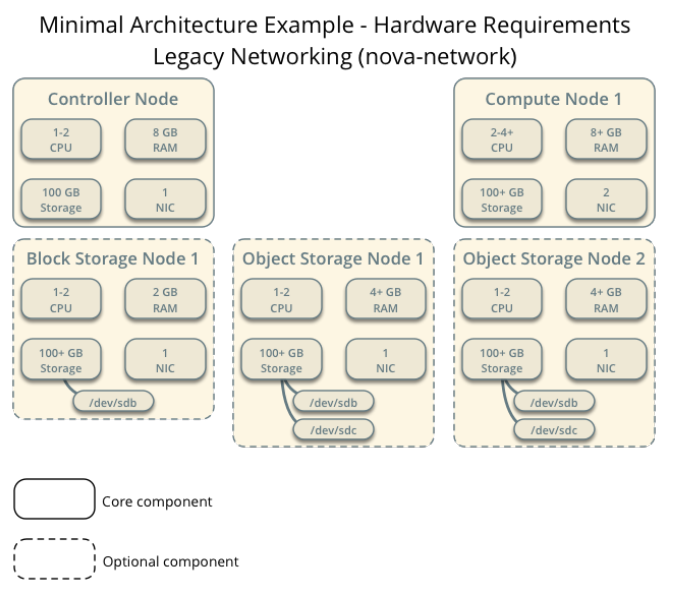 Minimal Architecture Example - Hardware Requirements
Legacy Networking (nova-network)
Controller Node
1-2
CPU
8 GB
RAM
100 GB
Storage
1
NIC
Compute Node 1
2-4+
CPU
8+ GB
RAM
100+ GB
Storage
2
NIC
Block Storage Node 1
1-2
CPU
2 GB
RAM
100+ GB
Storage
1
NIC
/dev/sdb
Object Storage Node 1
1-2
CPU
4+ GB
RAM
100+ GB
Storage
1
NIC
/dev/sdb
/dev/sdc
Object Storage Node 2
1-2
CPU
4+ GB
RAM
100+ GB
Storage
1
NIC
/dev/sdb
/dev/sdc
Core component
Optional component